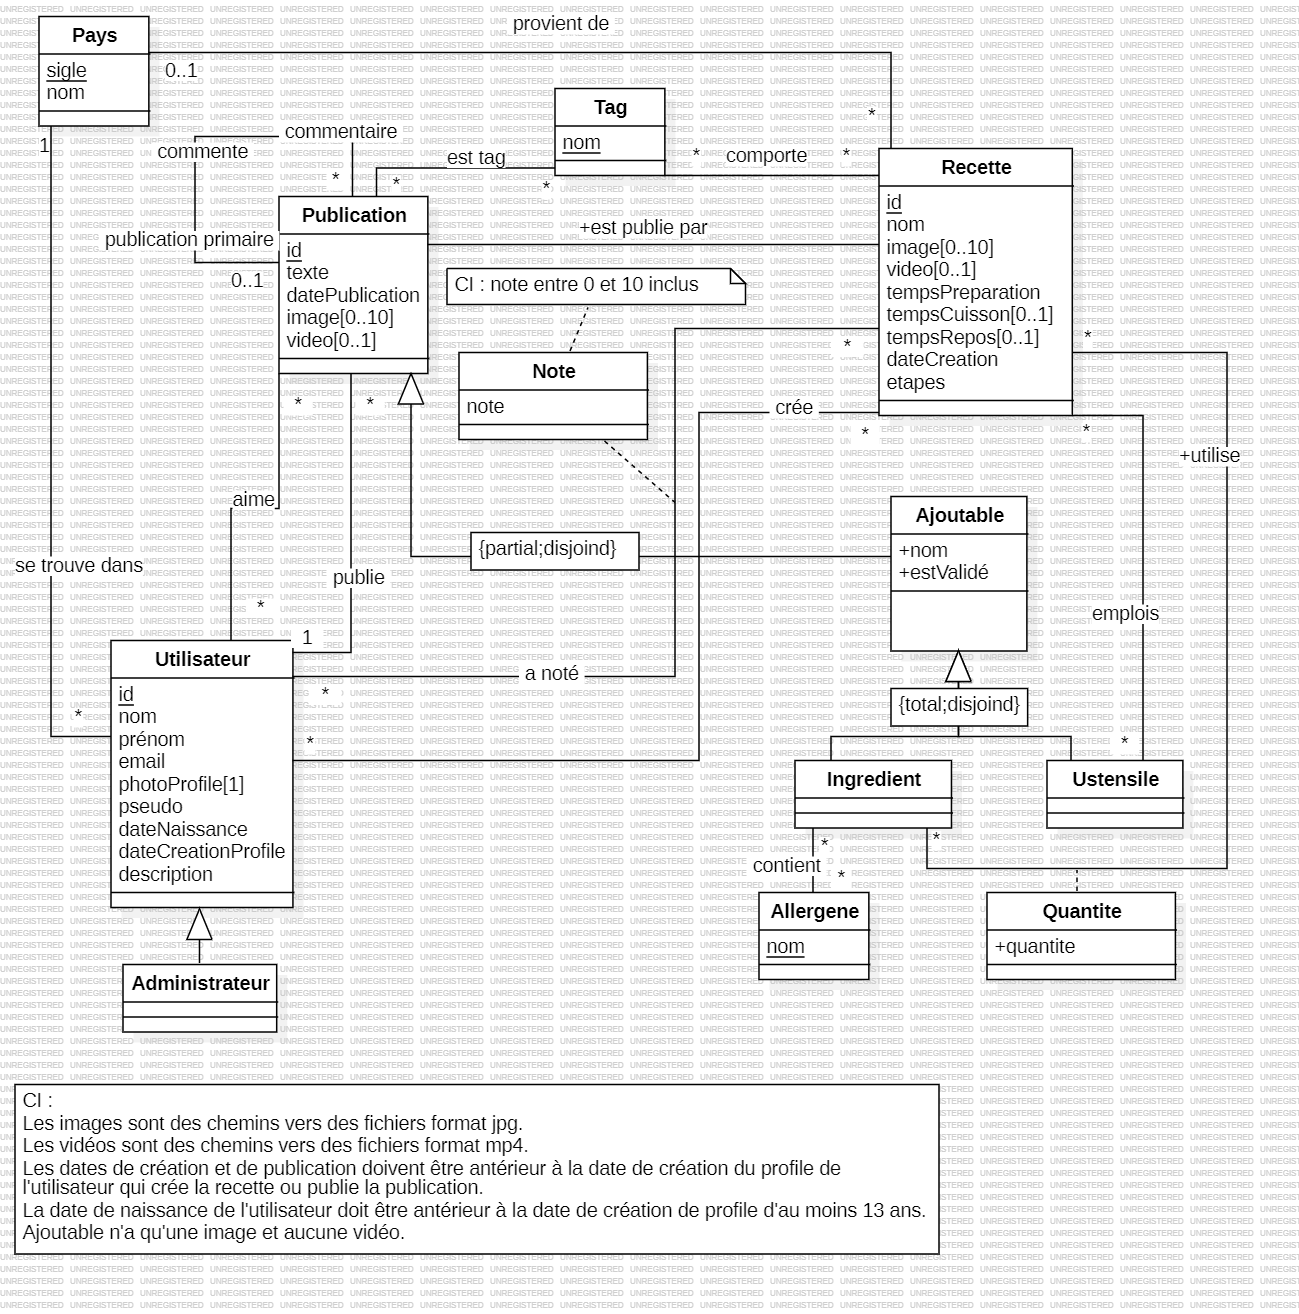 provient de
Pays
sigle
nom
0..1
*
1
commentaire
commente
*
publication primaire
0..1
Tag
nom
est tag
*
*
*
comporte
*
Recette
id
nom
image[0..10]
video[0..1]
tempsPreparation
tempsCuisson[0..1]
tempsRepos[0..1]
dateCreation
etapes
Publication
id
texte
datePublication
image[0..10]
video[0..1]
+est publie par
CI : note entre 0 et 10 inclus
Note
note
*
*
*
crée
*
*
*
+utilise
aime
Ajoutable
+nom
+estValidé
{partial;disjoind}
se trouve dans
publie
*
emplois
1
Utilisateur
id
nom
prénom
email
photoProfile[1]
pseudo
dateNaissance
dateCreationProfile
description
a noté
*
*
*
{total;disjoind}
*
Ingredient
Ustensile
*
*
contient
*
Allergene
nom
Quantite
+quantite
Administrateur
CI :
Les images sont des chemins vers des fichiers format jpg.
Les vidéos sont des chemins vers des fichiers format mp4.
Les dates de création et de publication doivent être antérieur à la date de création du profile de
l'utilisateur qui crée la recette ou publie la publication.
La date de naissance de l'utilisateur doit être antérieur à la date de création de profile d'au moins 13 ans.
Ajoutable n'a qu'une image et aucune vidéo.
UNREGISTERED